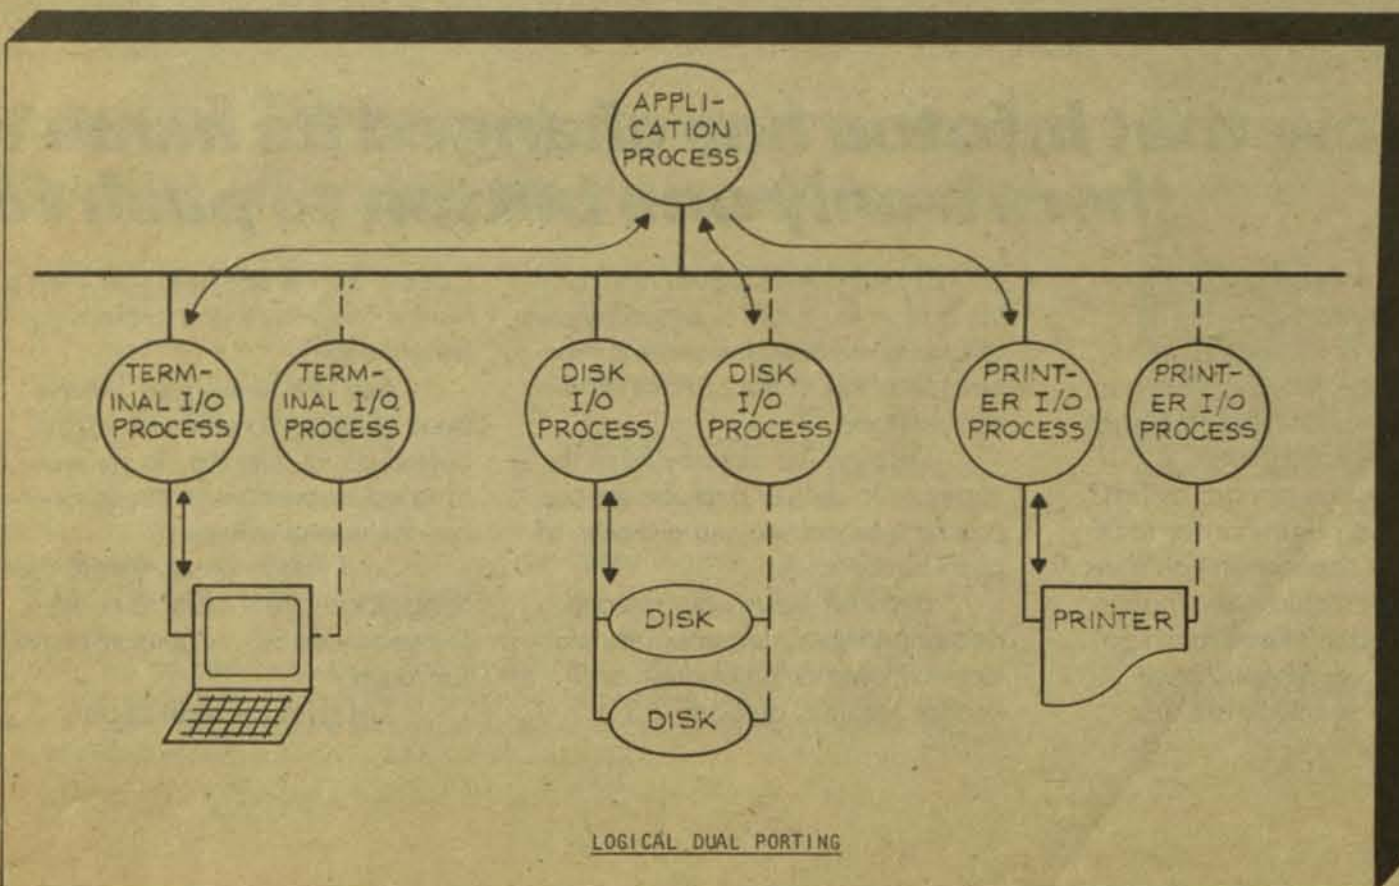 APPLI-
CATION
PROCESS
TERM-
INAL I/O
PROCESS
TERM-
INAL I/O
PROCESS
DISK
I/O
PROCESS
DISK
I/O
PROCESS
PRINT-
ER I/O
PROCESS
PRINT-
ER I/O
PROCESS
DISK
DISK
PRINTER
LOGICAL DUAL PORTING